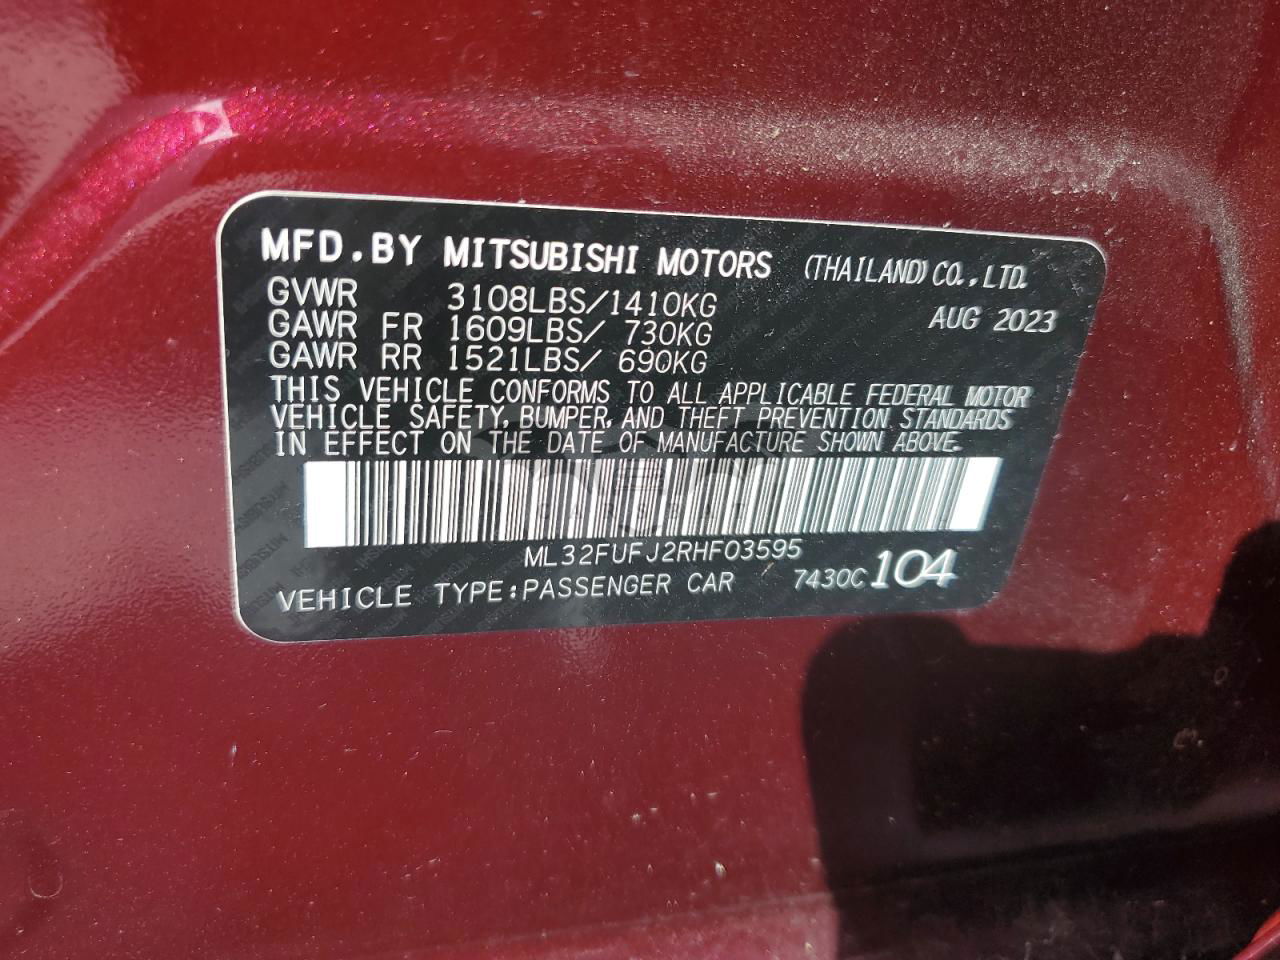 MFD.BY MITSUBISHI MOTORS (THAILAND) CO.,LTD.
GVWR 3108LBS/1410KG AUG 2023
GAWR FR 1609LBS/ 730KG
GAWR RR 1521LBS/ 690KG
THIS VEHICLE CONFORMS TO ALL APPLICABLE FEDERAL MOTOR
VEHICLE SAFETY, BUMPER, AND THEFT PREVENTION STANDARDS
IN EFFECT ON THE DATE OF MANUFACTURE SHOWN ABOVE.
ML32FUFJ2RHF03595
VEHICLE TYPE:PASSENGER CAR 7430C 104